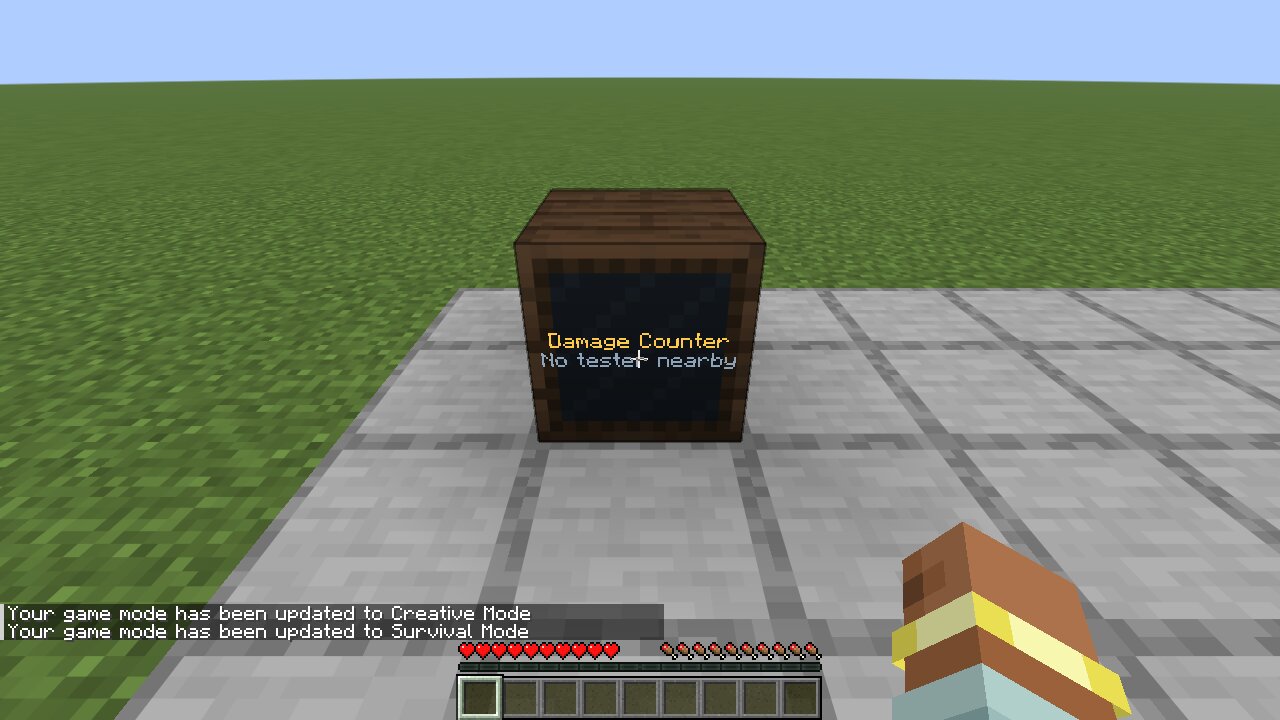 Damage Counter
No tester nearby
Your game mode has been updated to Creative Mode
Your game mode has been updated to Survival Mode